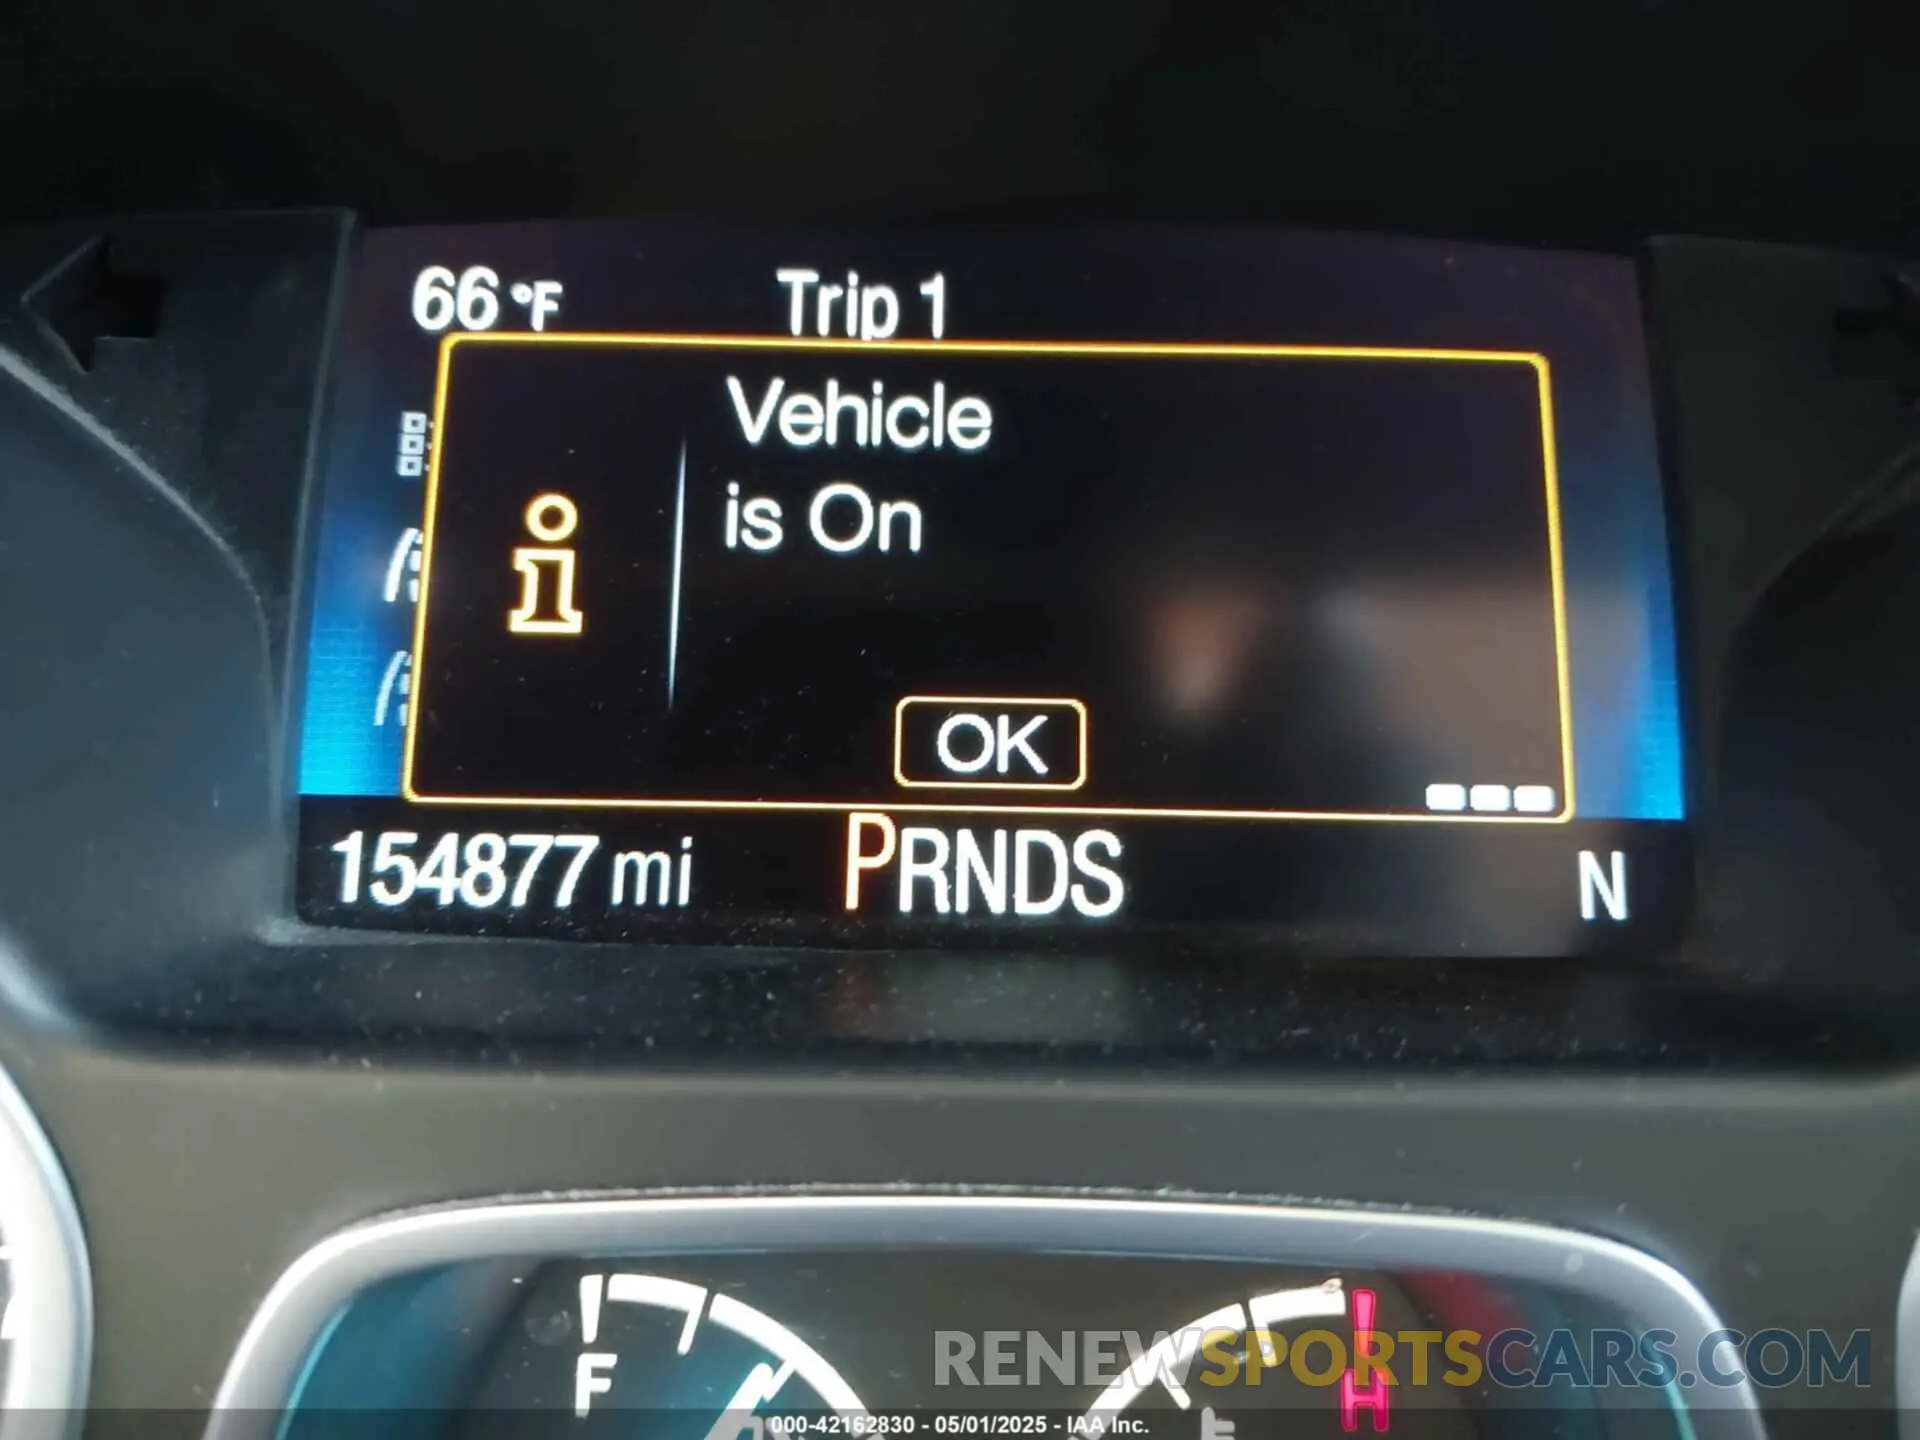 66 °F
Trip 1
Vehicle
is On
OK
154877 mi
PRNDS
N
F
H
RENEWSPORTSCARS.COM
000-42162830 - 05/01/2025 - IAA Inc.